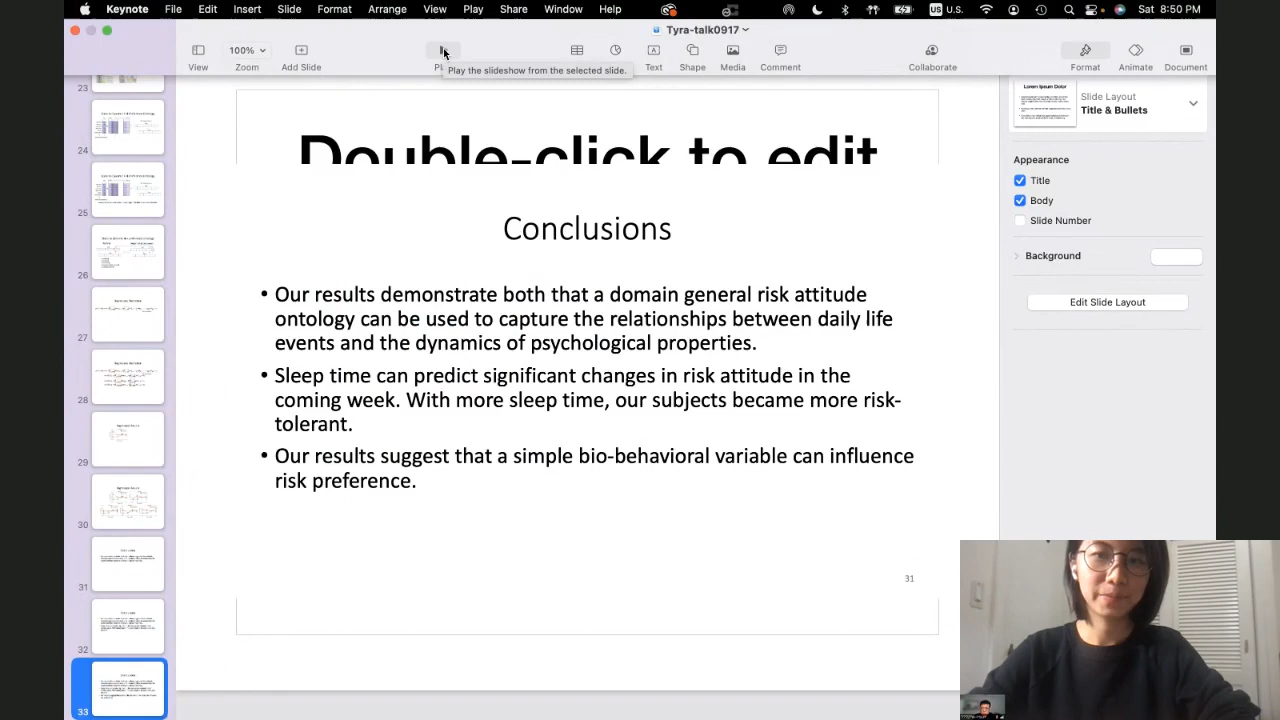 Keynote File Edit Insert Slide Format Arrange View Play Share Window Help U.S. Sat 8:50 PM
Tyra-talk0917
100%
View Zoom Add Slide Text Shape Media Comment Collaborate Format Animate Document
Play the slideshow from the selected slide.
Double-click to edit
Conclusions
• Our results demonstrate both that a domain general risk attitude
ontology can be used to capture the relationships between daily life
events and the dynamics of psychological properties.
• Sleep time can predict significant changes in risk attitude in the
coming week. With more sleep time, our subjects became more risk-
tolerant.
• Our results suggest that a simple bio-behavioral variable can influence
risk preference.
31
23
24
25
26
27
28
29
30
31
32
33
Lorem Ipsum Dolor
Slide Layout
Title & Bullets
Appearance
Title
Body
Slide Number
Background
Edit Slide Layout